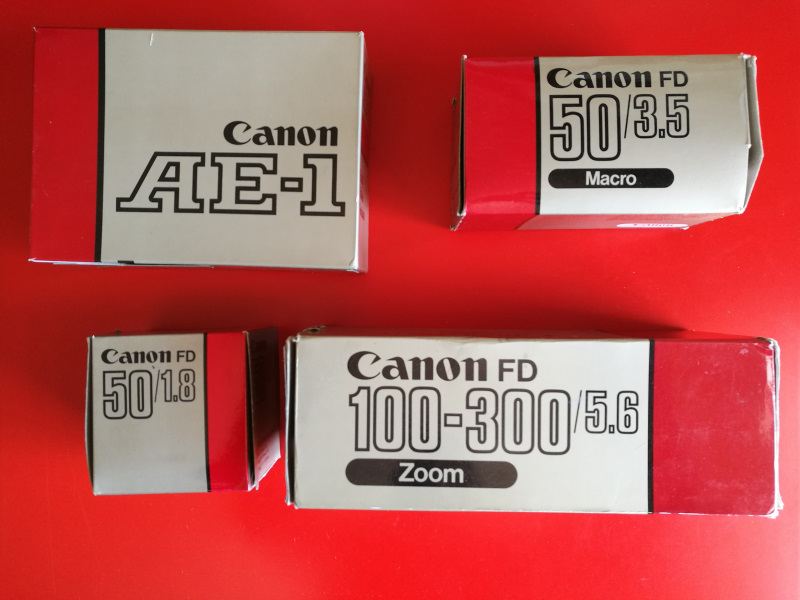 Canon
AE-1
Canon FD
50/3.5
Macro
Canon FD
50/1.8
Canon FD
100-300/5.6
Zoom